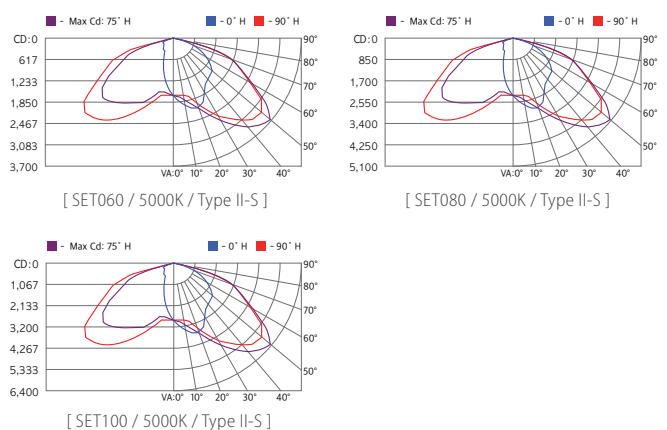 - Max Cd: 75° H - 0° H - 90° H
CD:0
617
1,233
1,850
2,467
3,083
3,700
90°
80°
70°
60°
50°
VA:0° 10° 20° 30° 40°
[ SET060 / 5000K / Type II-S ]
- Max Cd: 75° H - 0° H - 90° H
CD:0
850
1,700
2,550
3,400
4,250
5,100
90°
80°
70°
60°
50°
VA:0° 10° 20° 30° 40°
[ SET080 / 5000K / Type II-S ]
- Max Cd: 75° H - 0° H - 90° H
CD:0
1,067
2,133
3,200
4,267
5,333
6,400
90°
80°
70°
60°
50°
VA:0° 10° 20° 30° 40°
[ SET100 / 5000K / Type II-S ]